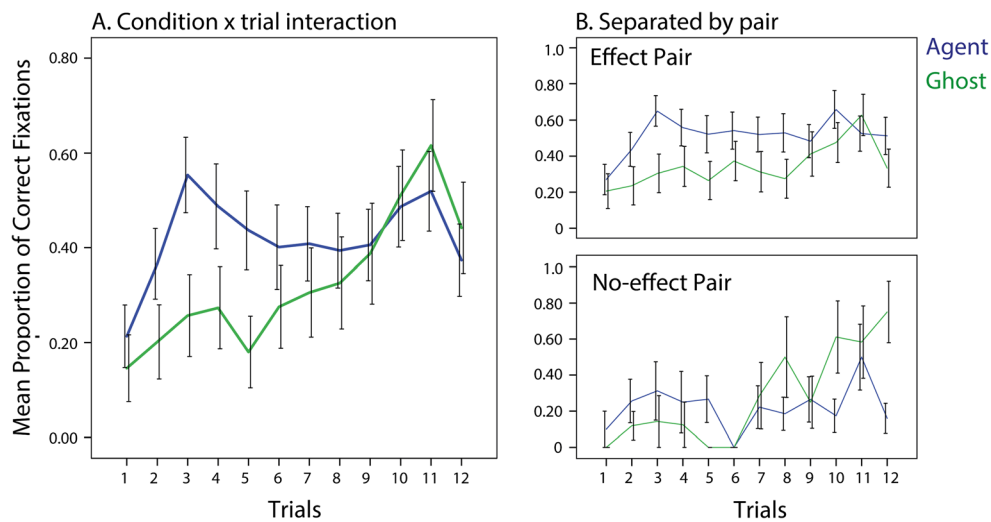 A. Condition x trial interaction
Mean Proportion of Correct Fixations
0.80
0.60
0.40
0.20
0.00
1 2 3 4 5 6 7 8 9 10 11 12
Trials
B. Separated by pair
Agent
Ghost
Effect Pair
1.0
0.80
0.60
0.40
0.20
0
No-effect Pair
1.0
0.80
0.60
0.40
0.20
0
1 2 3 4 5 6 7 8 9 10 11 12
Trials